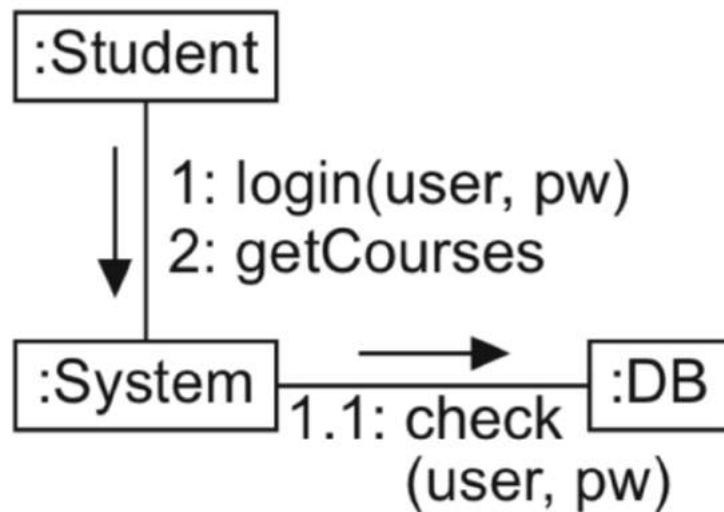 :Student
1: login(user, pw)
2: getCourses
:System
:DB
1.1: check
(user, pw)